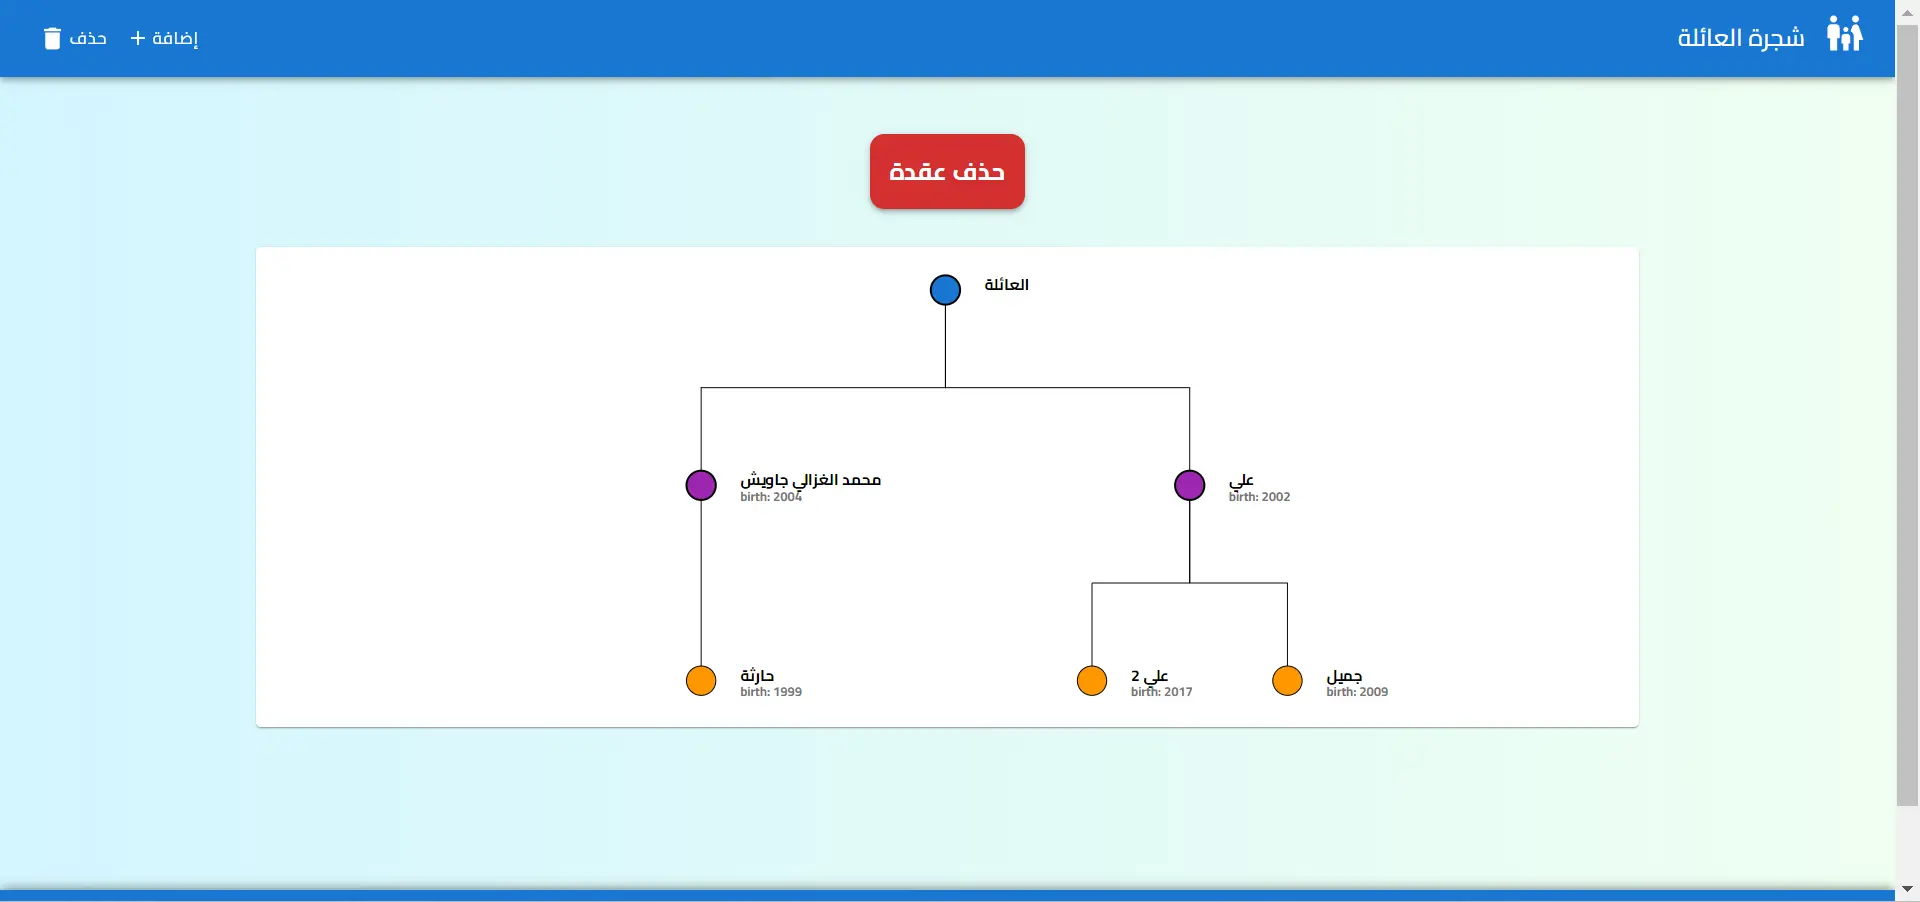 شجرة العائلة
إضافة
حذف
حذف عقدة
العائلة
محمد الغزالي جاويش
birth: 2004
علي
birth: 2002
حارثة
birth: 1999
علي 2
birth: 2017
جميل
birth: 2009